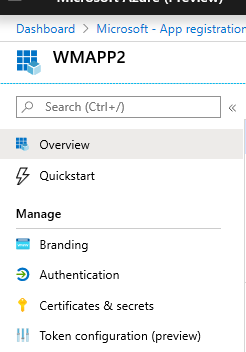 Microsoft Azure (Preview)
Dashboard > Microsoft - App registration
WMAPP2
Search (Ctrl+/)
«
Overview
Quickstart
Manage
Branding
Authentication
Certificates & secrets
Token configuration (preview)